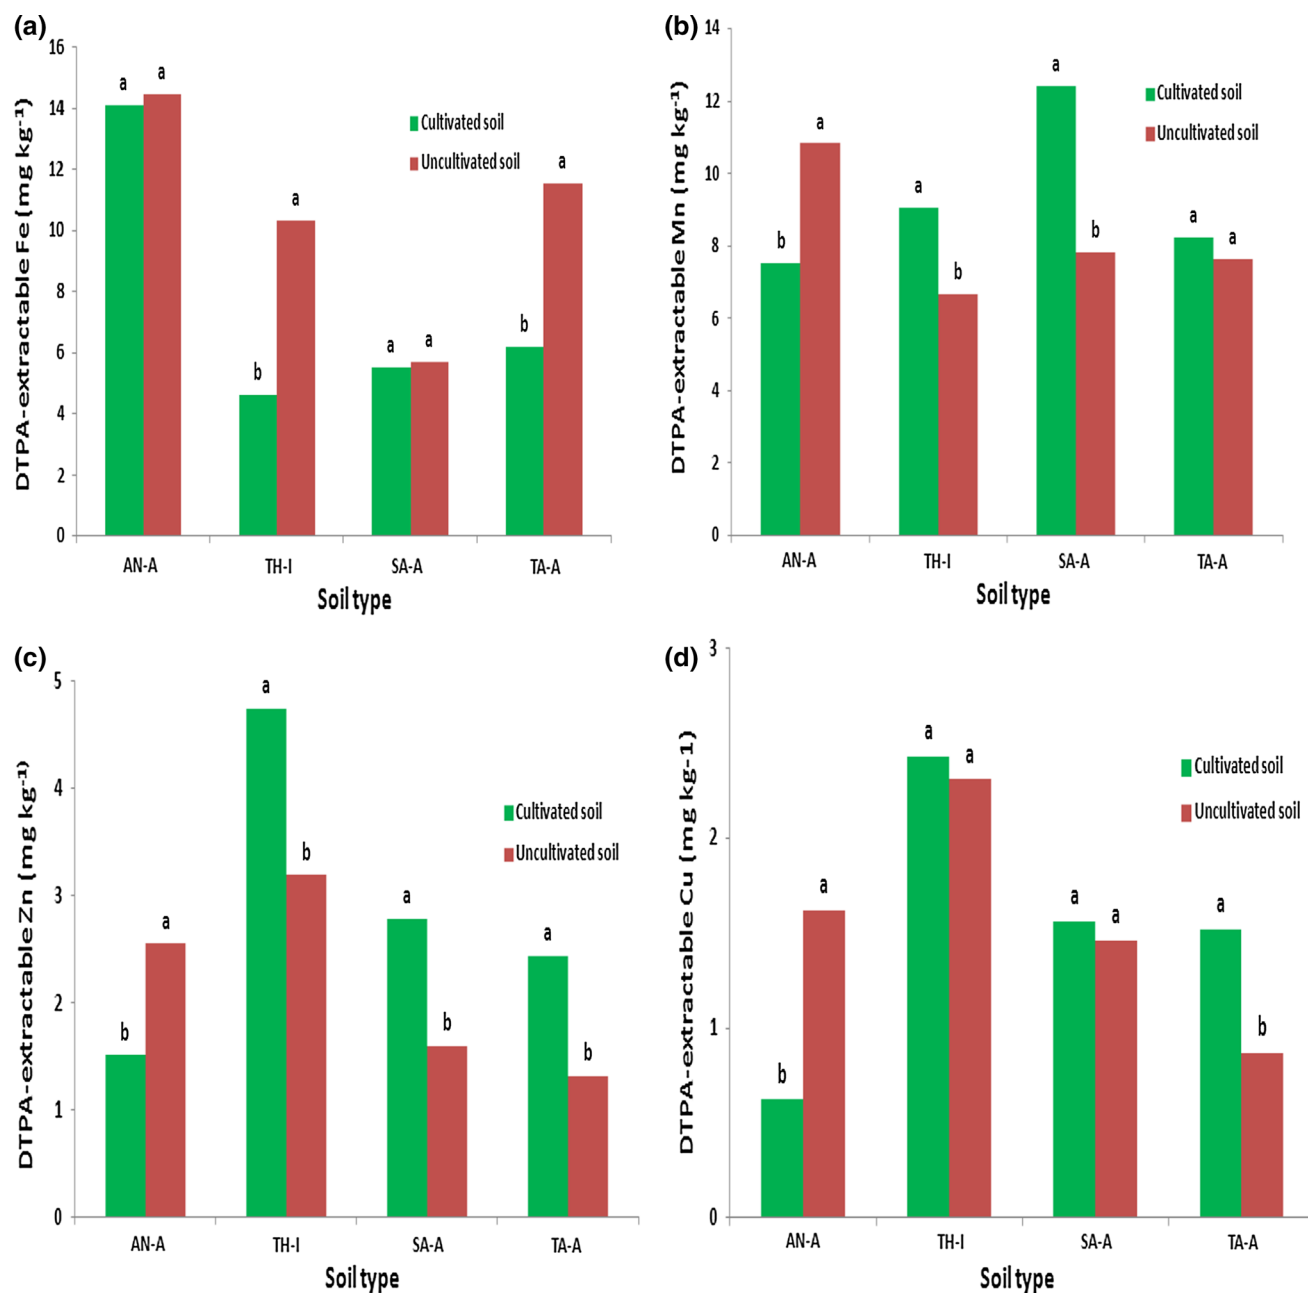 (a)
DTPA-extractable Fe (mg kg⁻¹)
16
14
12
10
8
6
4
2
0
a
a
b
a
a
a
b
a
Cultivated soil
Uncultivated soil
AN-A
TH-I
SA-A
TA-A
Soil type
(b)
DTPA-extractable Mn (mg kg⁻¹)
14
12
10
8
6
4
2
0
b
a
a
b
a
b
a
a
Cultivated soil
Uncultivated soil
AN-A
TH-I
SA-A
TA-A
Soil type
(c)
DTPA-extractable Zn (mg kg⁻¹)
5
4
3
2
1
0
b
a
a
b
a
b
a
b
Cultivated soil
Uncultivated soil
AN-A
TH-I
SA-A
TA-A
Soil type
(d)
DTPA-extractable Cu (mg kg-1)
3
2
1
0
b
a
a
a
a
a
a
b
Cultivated soil
Uncultivated soil
AN-A
TH-I
SA-A
TA-A
Soil type